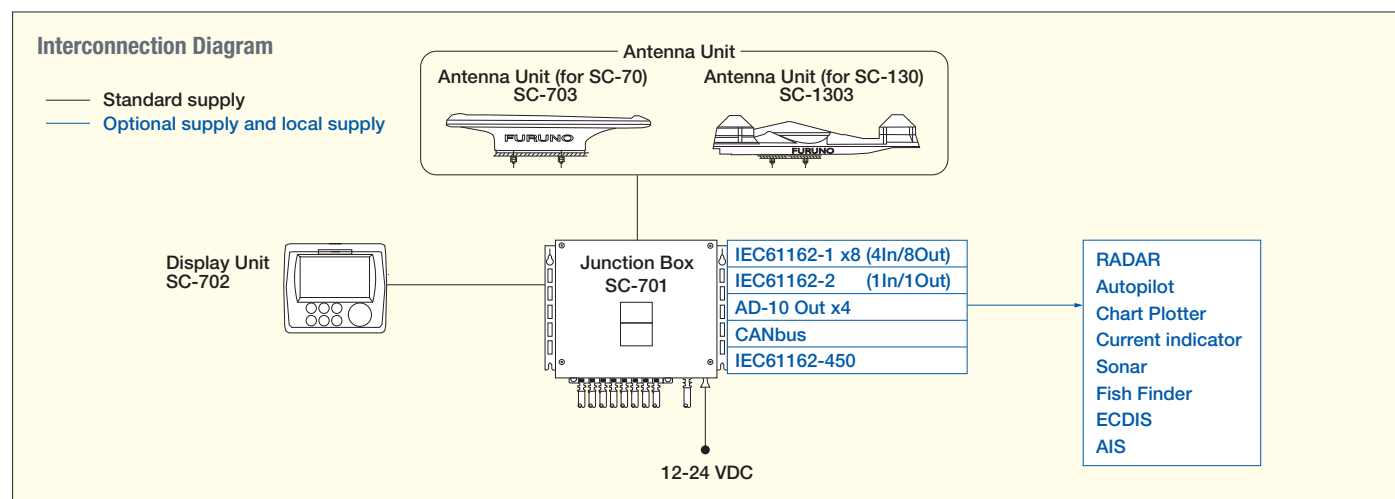 Interconnection Diagram
Standard supply
Optional supply and local supply
Antenna Unit
Antenna Unit (for SC-70)
SC-703
Antenna Unit (for SC-130)
SC-1303
FURUNO
FURUNO
Display Unit
SC-702
Junction Box
SC-701
IEC61162-1 x8 (4In/8Out)
IEC61162-2 (1In/1Out)
AD-10 Out x4
CANbus
IEC61162-450
RADAR
Autopilot
Chart Plotter
Current indicator
Sonar
Fish Finder
ECDIS
AIS
12-24 VDC